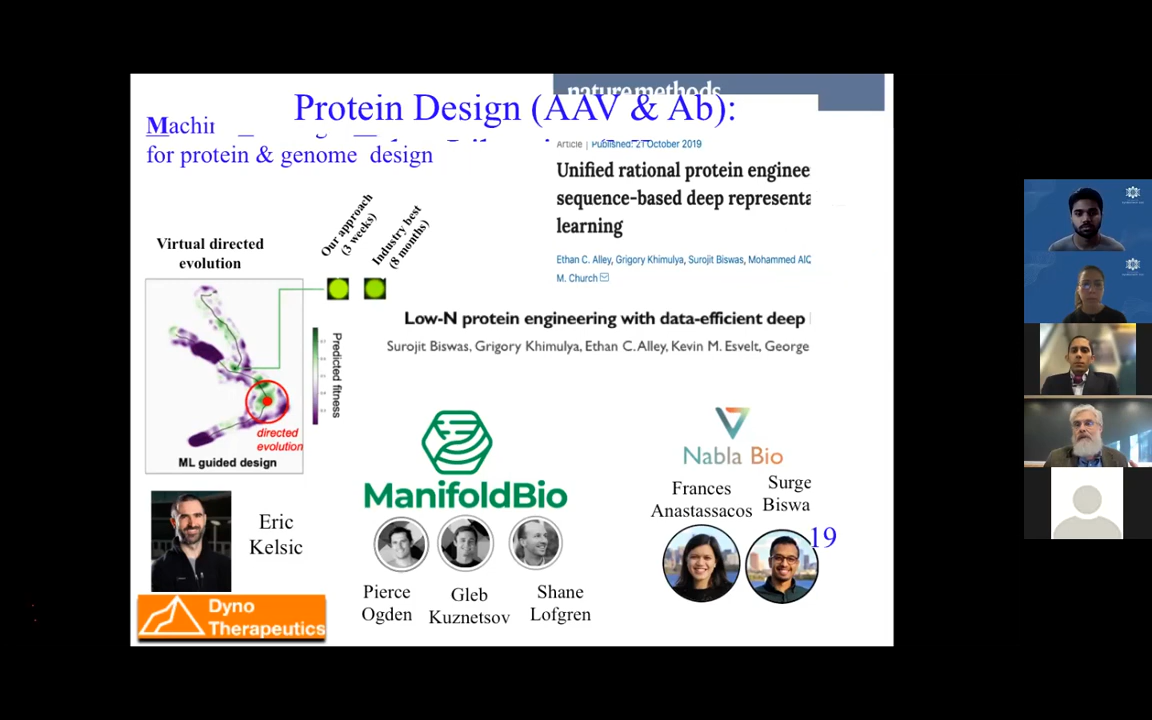 nature methods
Protein Design (AAV & Ab):
Machi
for protein & genome design
Article | Published: 21 October 2019
Unified rational protein enginee
sequence-based deep representa
learning
Ethan C. Alley, Grigory Khimulya, Surojit Biswas, Mohammed AlQ
M. Church
Our approach
(3 weeks)
Industry best
(8 months)
Virtual directed
evolution
Predicted fitness
directed
evolution
ML guided design
Low-N protein engineering with data-efficient deep
Surojit Biswas, Grigory Khimulya, Ethan C. Alley, Kevin M. Esvelt, George
ManifoldBio
Nabla Bio
Frances
Anastassacos
Surge
Biswa
19
Eric
Kelsic
Pierce
Ogden
Gleb
Kuznetsov
Shane
Lofgren
Dyno
Therapeutics